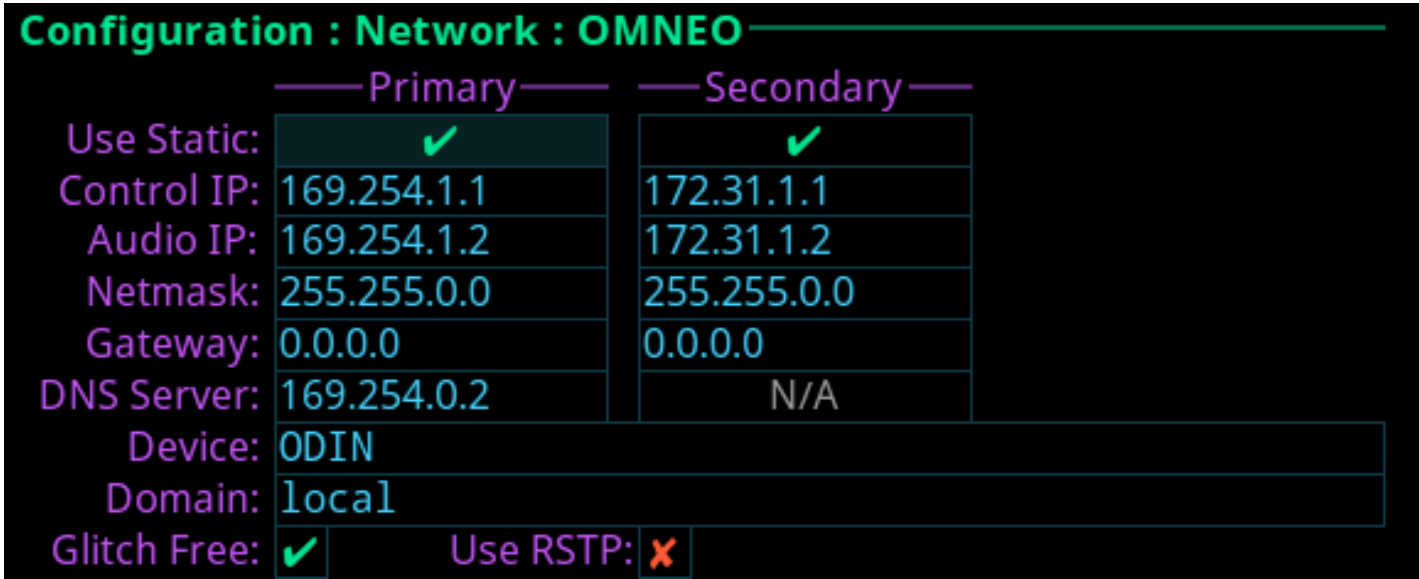 Configuration : Network : OMNEO
Primary Secondary
Use Static: ✔ ✔
Control IP: 169.254.1.1 172.31.1.1
Audio IP: 169.254.1.2 172.31.1.2
Netmask: 255.255.0.0 255.255.0.0
Gateway: 0.0.0.0 0.0.0.0
DNS Server: 169.254.0.2 N/A
Device: ODIN
Domain: local
Glitch Free: ✔ Use RSTP: ✘